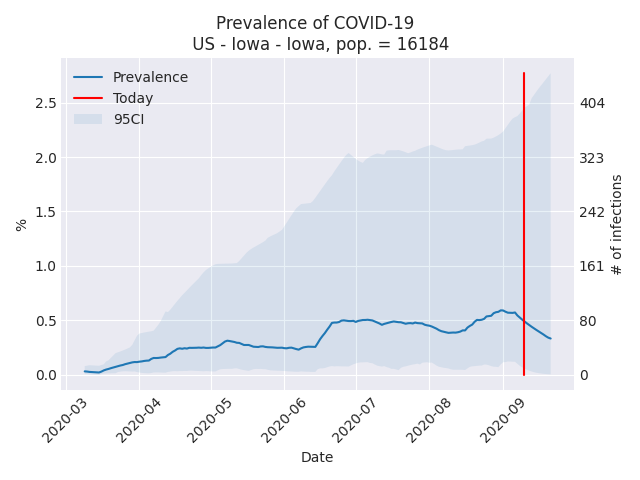 Prevalence of COVID-19
US - Iowa - Iowa, pop. = 16184
Prevalence
Today
95CI
2.5
2.0
1.5
1.0
0.5
0.0
%
404
323
242
161
80
0
# of infections
2020-03
2020-04
2020-05
2020-06
2020-07
2020-08
2020-09
Date